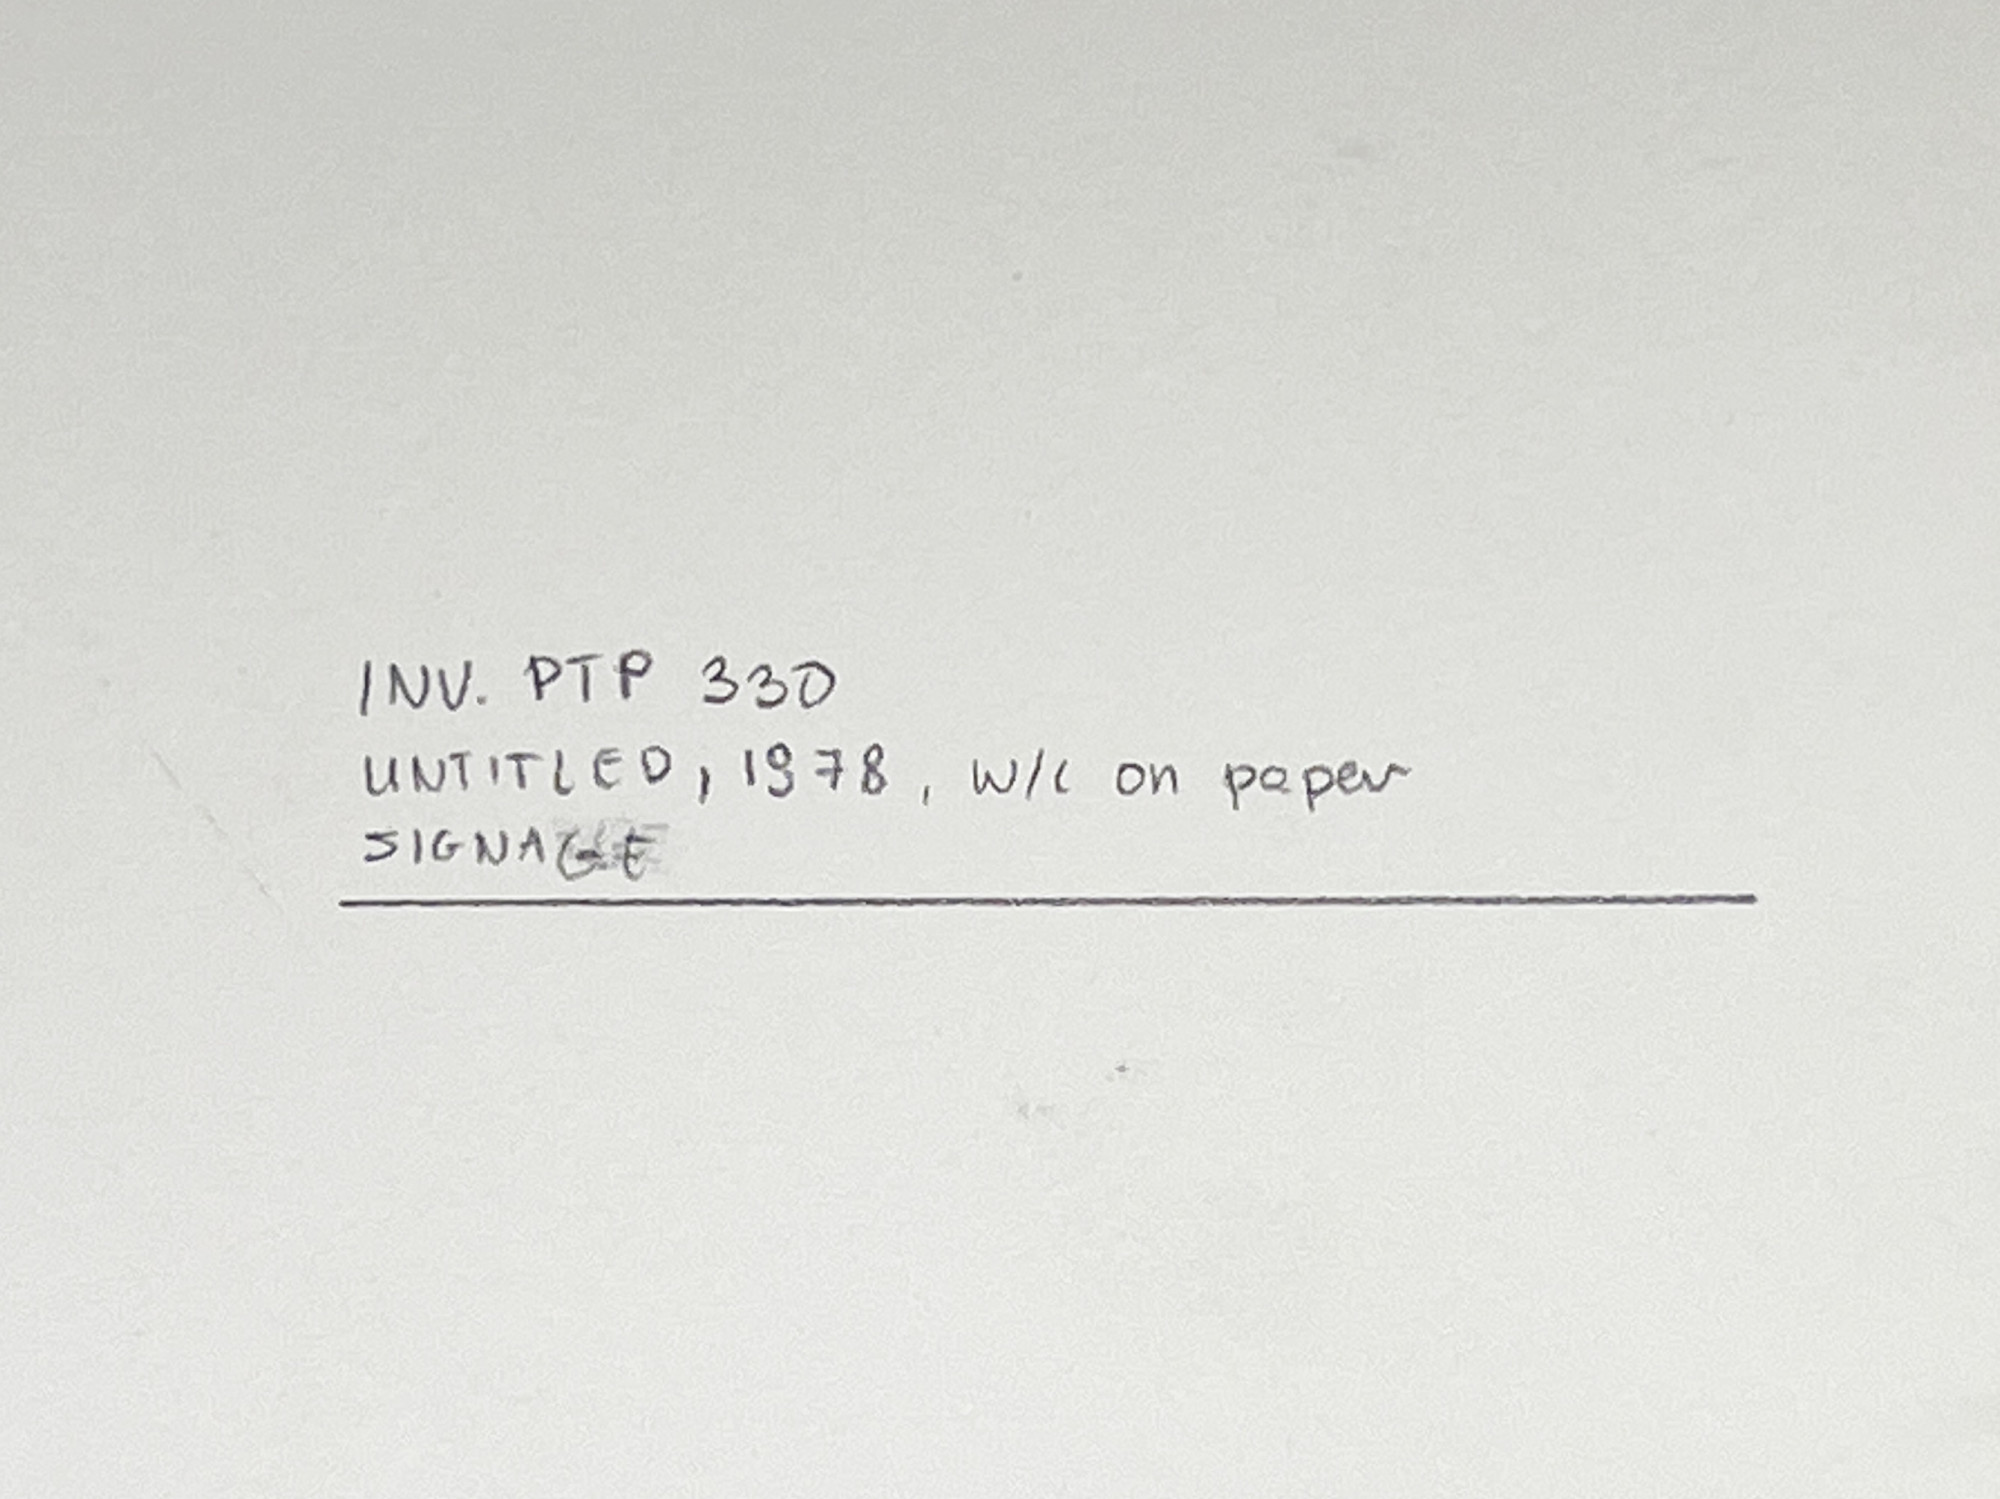 INV. PTP 330
UNTITLED, 1978, w/c on paper
SIGNAGE